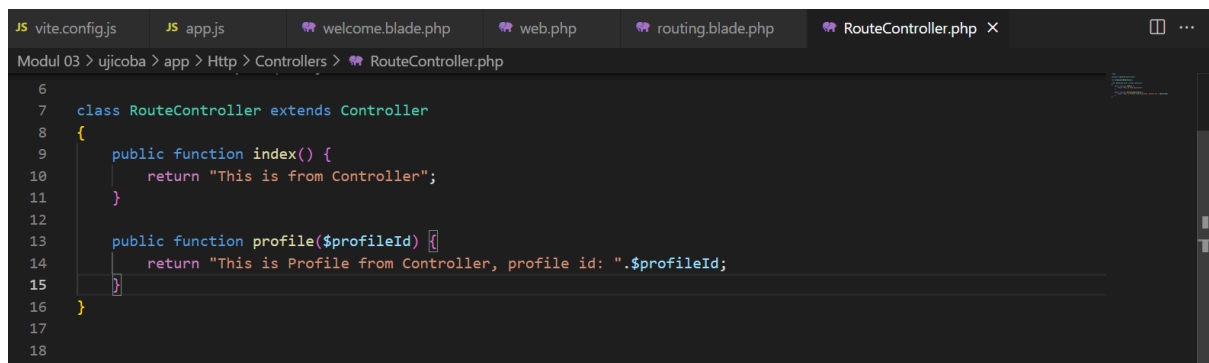 JS vite.config.js JS app.js welcome.blade.php web.php routing.blade.php RouteController.php ×
Modul 03 > ujicoba > app > Http > Controllers > RouteController.php
6
7 class RouteController extends Controller
8 {
9 public function index() {
10 return "This is from Controller";
11 }
12
13 public function profile($profileId) {
14 return "This is Profile from Controller, profile id: ".$profileId;
15 }
16 }
17
18